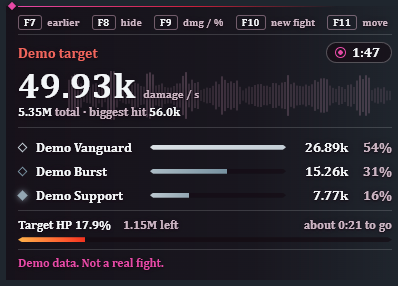 F7 earlier F8 hide F9 dmg / % F10 new fight F11 move
Demo target 1:47
49.93k damage / s
5.35M total · biggest hit 56.0k
Demo Vanguard 26.89k 54%
Demo Burst 15.26k 31%
Demo Support 7.77k 16%
Target HP 17.9% 1.15M left about 0:21 to go
Demo data. Not a real fight.